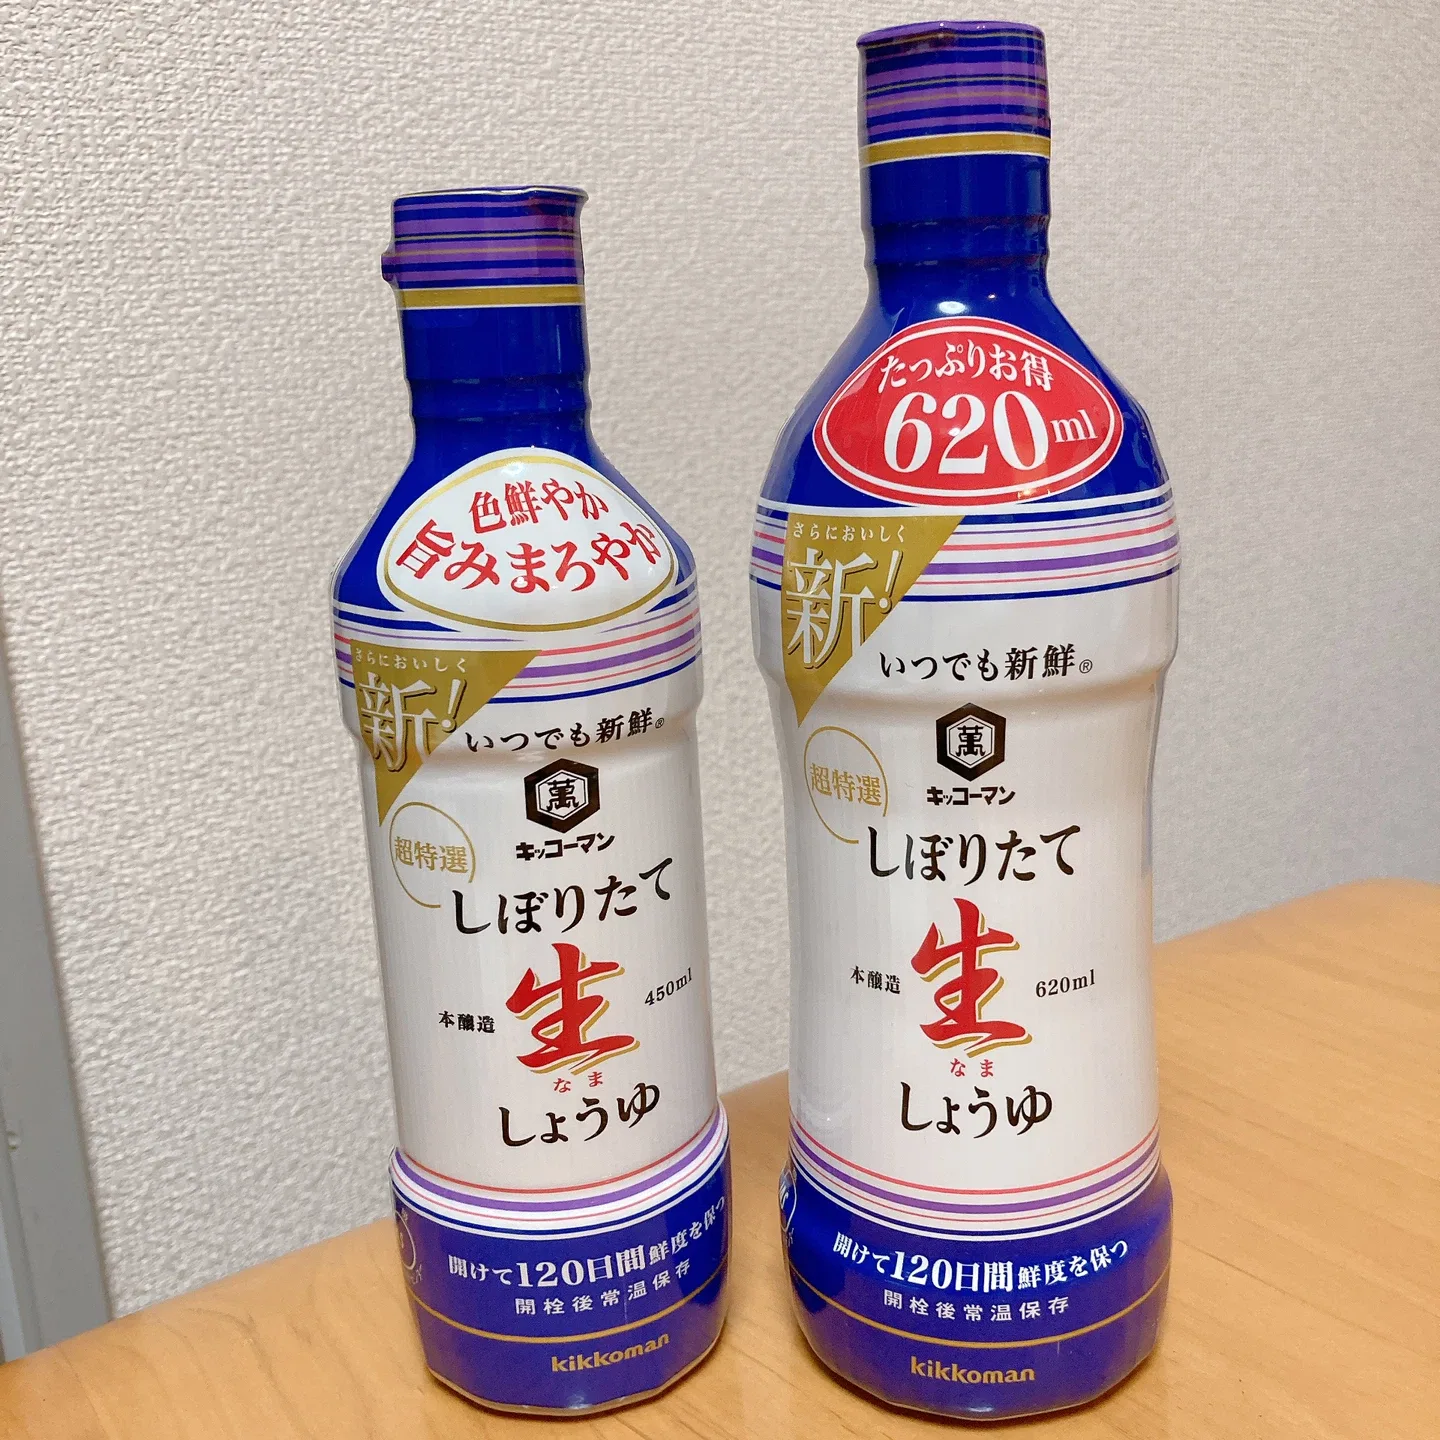 色鮮やか
旨みまろやか
さらにおいしく
新!
いつでも新鮮®
萬
キッコーマン
超特選
しぼりたて
生
なま
本醸造
450ml
しょうゆ
開けて120日間鮮度を保つ
開栓後常温保存
kikkoman
たっぷりお得
620ml
さらにおいしく
新!
いつでも新鮮®
萬
キッコーマン
超特選
しぼりたて
生
なま
本醸造
620ml
しょうゆ
開けて120日間鮮度を保つ
開栓後常温保存
kikkoman